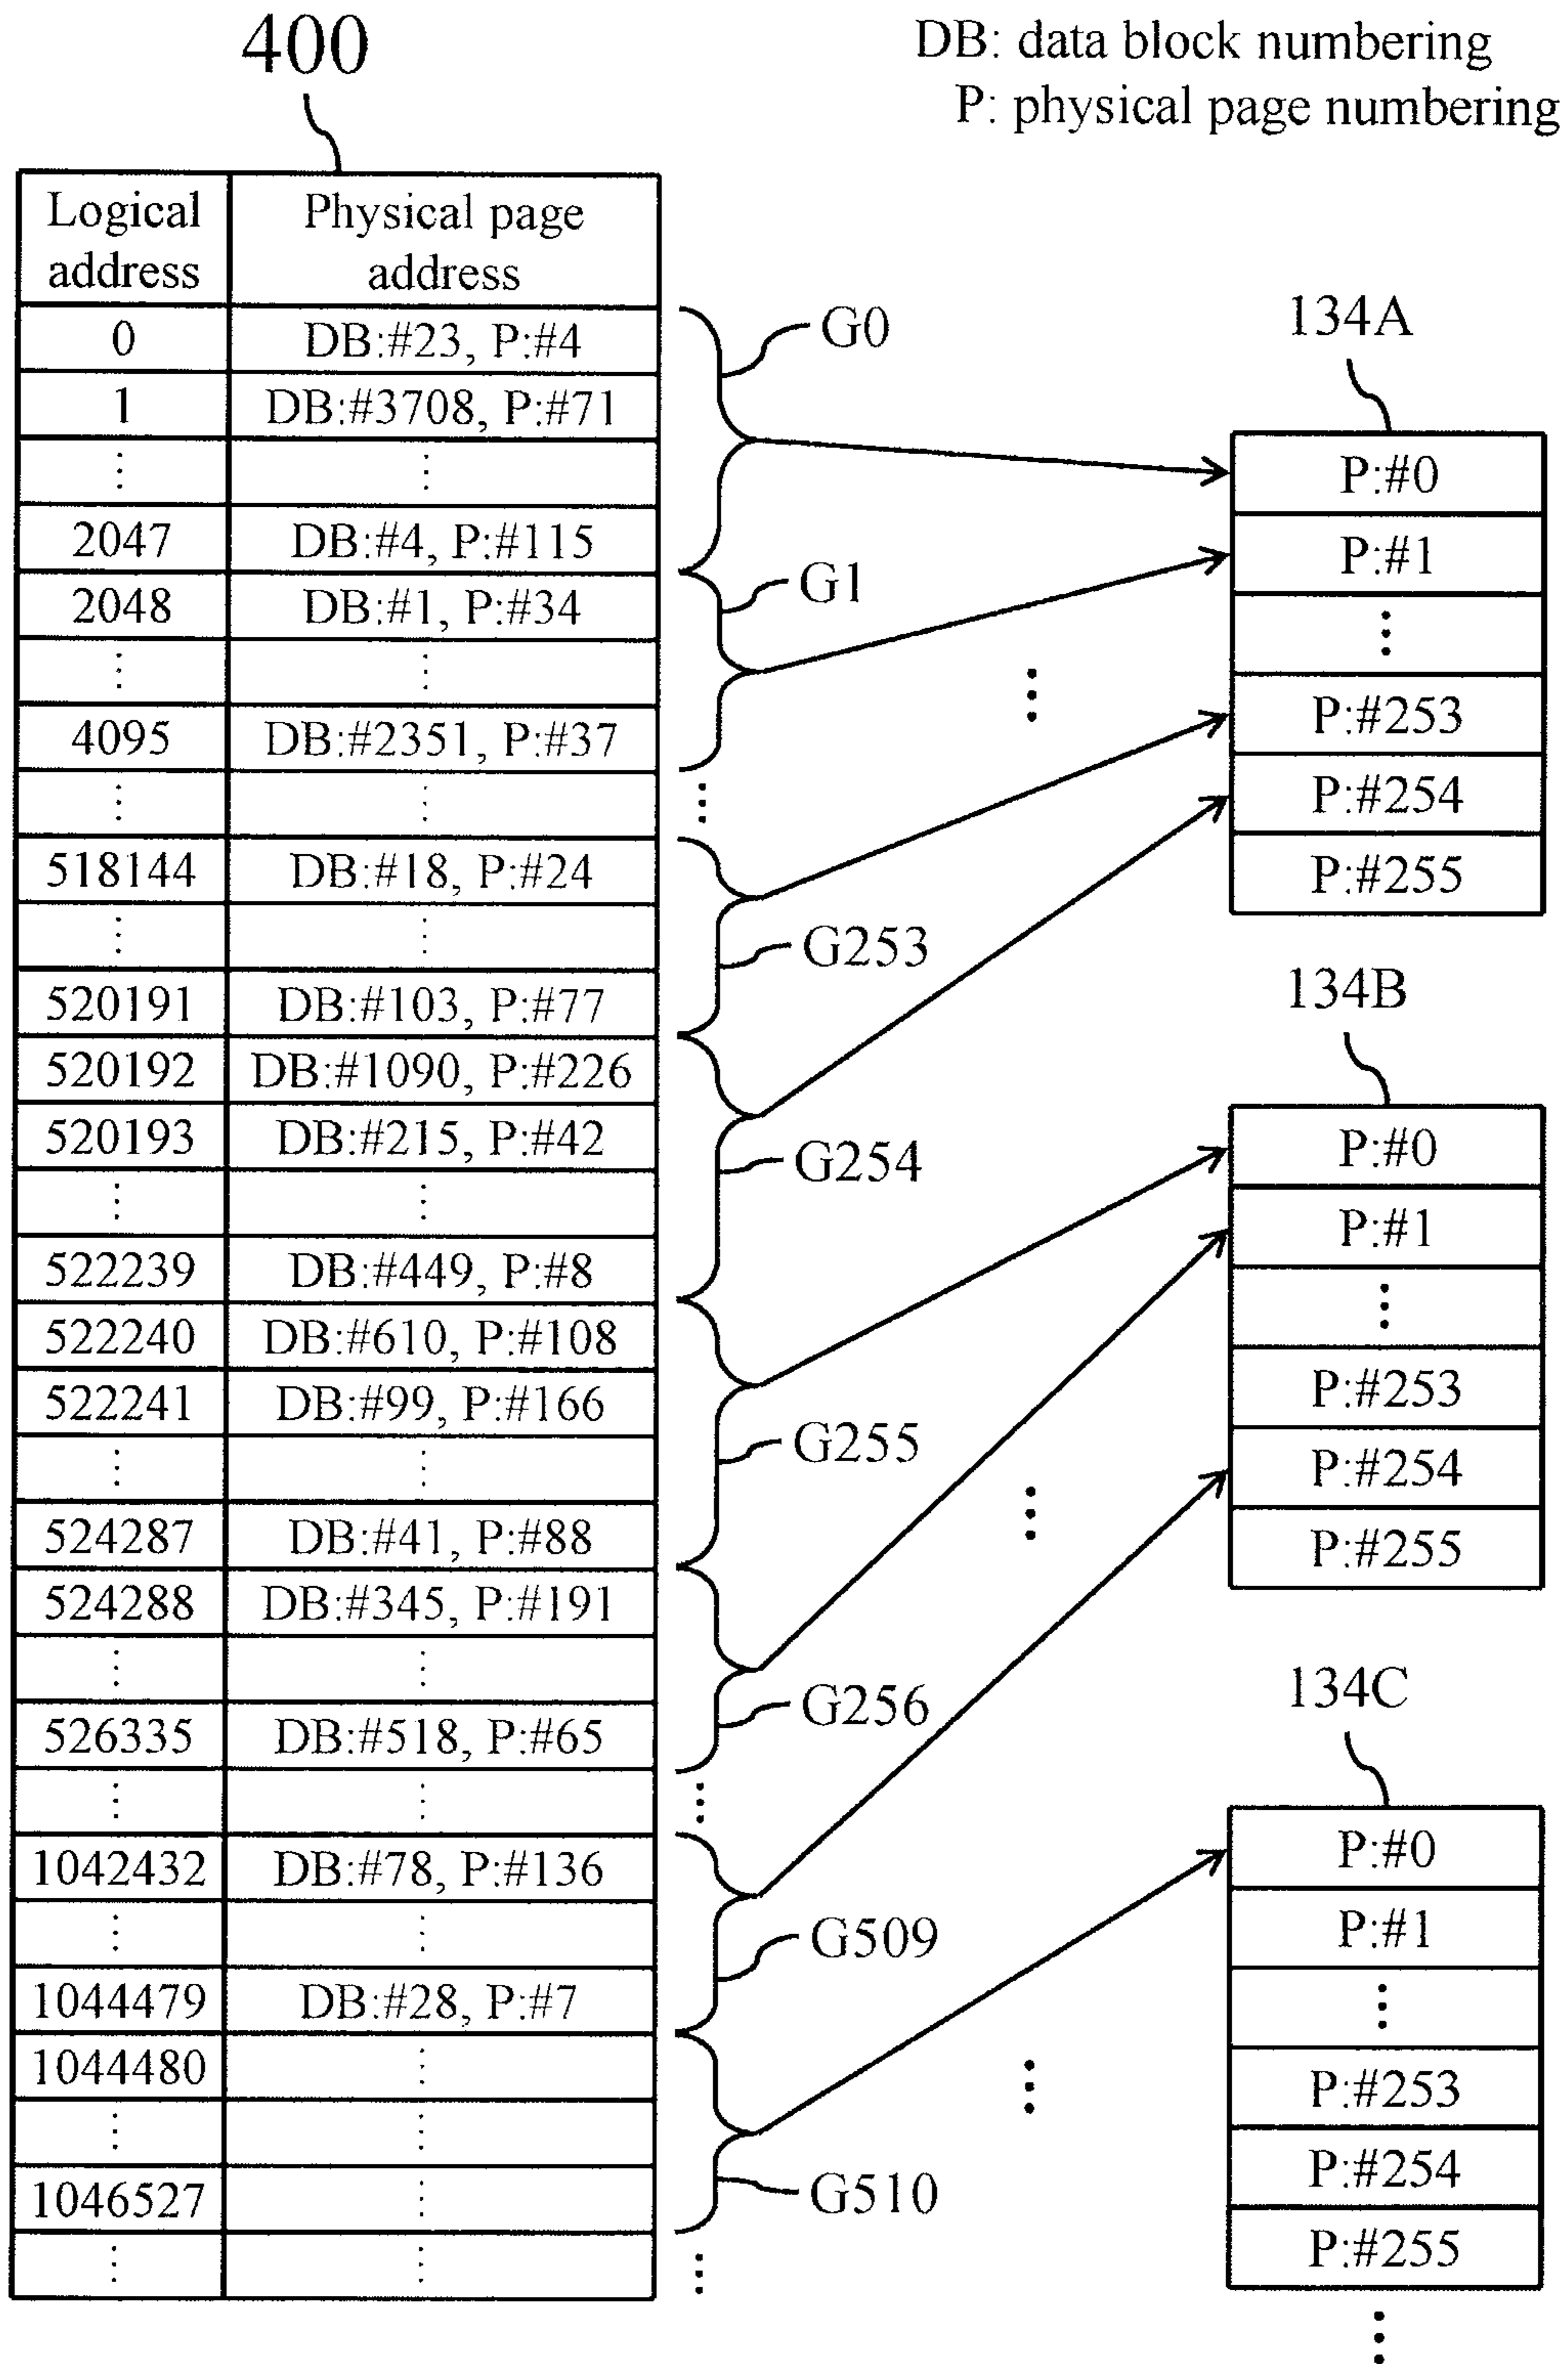 400
DB: data block numbering
P: physical page numbering
Logical address
Physical page address
0 DB:#23, P:#4
1 DB:#3708, P:#71
⋮ ⋮
2047 DB:#4, P:#115
2048 DB:#1, P:#34
⋮ ⋮
4095 DB:#2351, P:#37
⋮ ⋮
518144 DB:#18, P:#24
⋮ ⋮
520191 DB:#103, P:#77
520192 DB:#1090, P:#226
520193 DB:#215, P:#42
⋮ ⋮
522239 DB:#449, P:#8
522240 DB:#610, P:#108
522241 DB:#99, P:#166
⋮ ⋮
524287 DB:#41, P:#88
524288 DB:#345, P:#191
⋮ ⋮
526335 DB:#518, P:#65
⋮ ⋮
1042432 DB:#78, P:#136
⋮ ⋮
1044479 DB:#28, P:#7
1044480 ⋮
⋮ ⋮
1046527 ⋮
⋮ ⋮
G0
G1
⋮
G253
G254
G255
G256
⋮
G509
G510
⋮
⋮
⋮
⋮
134A
P:#0
P:#1
⋮
P:#253
P:#254
P:#255
134B
P:#0
P:#1
⋮
P:#253
P:#254
P:#255
134C
P:#0
P:#1
⋮
P:#253
P:#254
P:#255
⋮